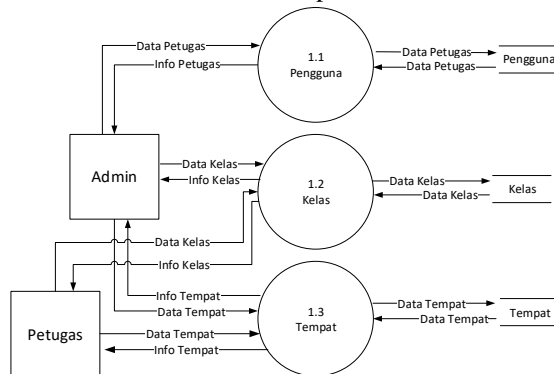 Data Petugas
Info Petugas
1.1
Pengguna
Data Petugas
Data Petugas
Pengguna
Admin
Data Kelas
Info Kelas
1.2
Kelas
Data Kelas
Data Kelas
Kelas
Data Kelas
Info Kelas
Info Tempat
Data Tempat
1.3
Tempat
Data Tempat
Data Tempat
Tempat
Petugas
Data Tempat
Info Tempat